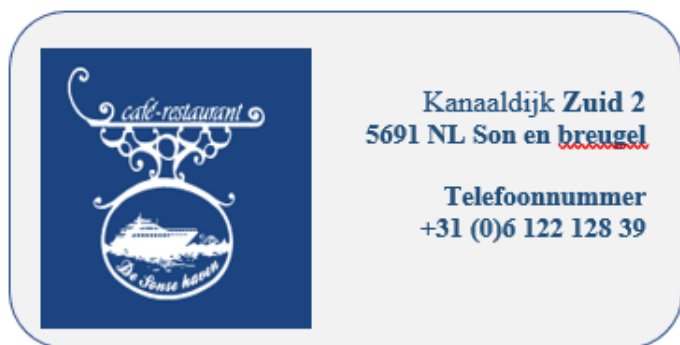 café-restaurant
De Sonse haven
Kanaaldijk Zuid 2
5691 NL Son en breugel
Telefoonnummer
+31 (0)6 122 128 39